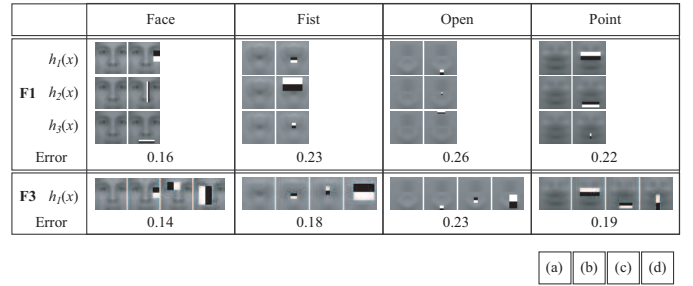 Face Fist Open Point
h1(x)
F1 h2(x)
h3(x)
Error 0.16 0.23 0.26 0.22
F3 h1(x)
Error 0.14 0.18 0.23 0.19
(a) (b) (c) (d)